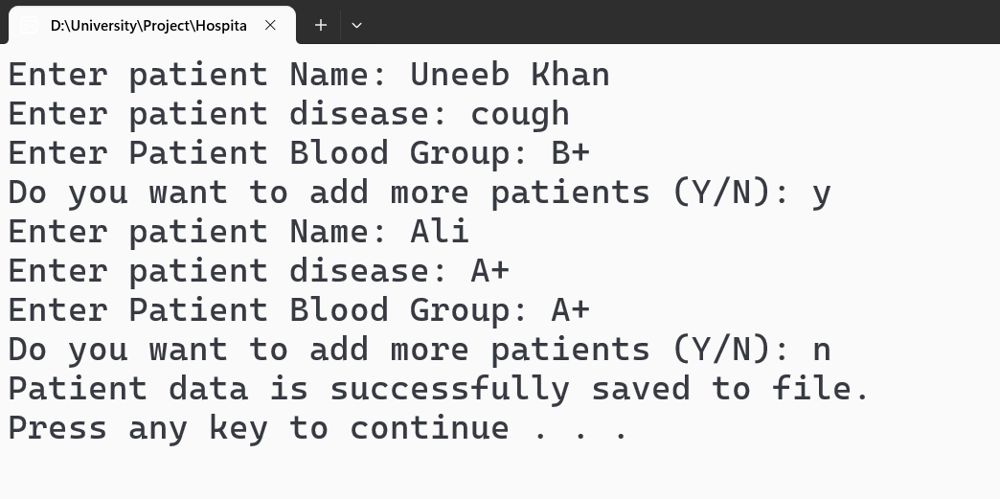 D:\University\Project\Hospita
Enter patient Name: Uneeb Khan
Enter patient disease: cough
Enter Patient Blood Group: B+
Do you want to add more patients (Y/N): y
Enter patient Name: Ali
Enter patient disease: A+
Enter Patient Blood Group: A+
Do you want to add more patients (Y/N): n
Patient data is successfully saved to file.
Press any key to continue . . .